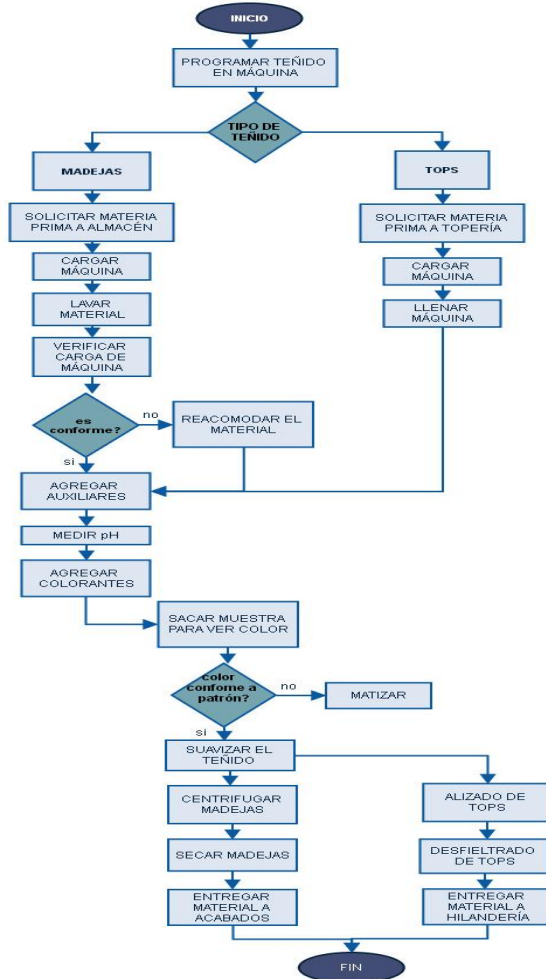 INICIO
PROGRAMAR TEÑIDO
EN MÁQUINA
TIPO DE
TEÑIDO
MADEJAS
TOPS
SOLICITAR MATERIA
PRIMA A ALMACÉN
SOLICITAR MATERIA
PRIMA A TOPERÍA
CARGAR
MÁQUINA
CARGAR
MÁQUINA
LAVAR
MATERIAL
LLENAR
MÁQUINA
VERIFICAR
CARGA DE
MÁQUINA
es
conforme?
no
REACOMODAR EL
MATERIAL
si
AGREGAR
AUXILIARES
MEDIR pH
AGREGAR
COLORANTES
SACAR MUESTRA
PARA VER COLOR
color
confome a
patrón?
no
MATIZAR
si
SUAVIZAR EL
TEÑIDO
CENTRIFUGAR
MADEJAS
ALIZADO DE
TOPS
SECAR MADEJAS
DESFIELTRADO
DE TOPS
ENTREGAR
MATERIAL A
ACABADOS
ENTREGAR
MATERIAL A
HILANDERÍA
FIN